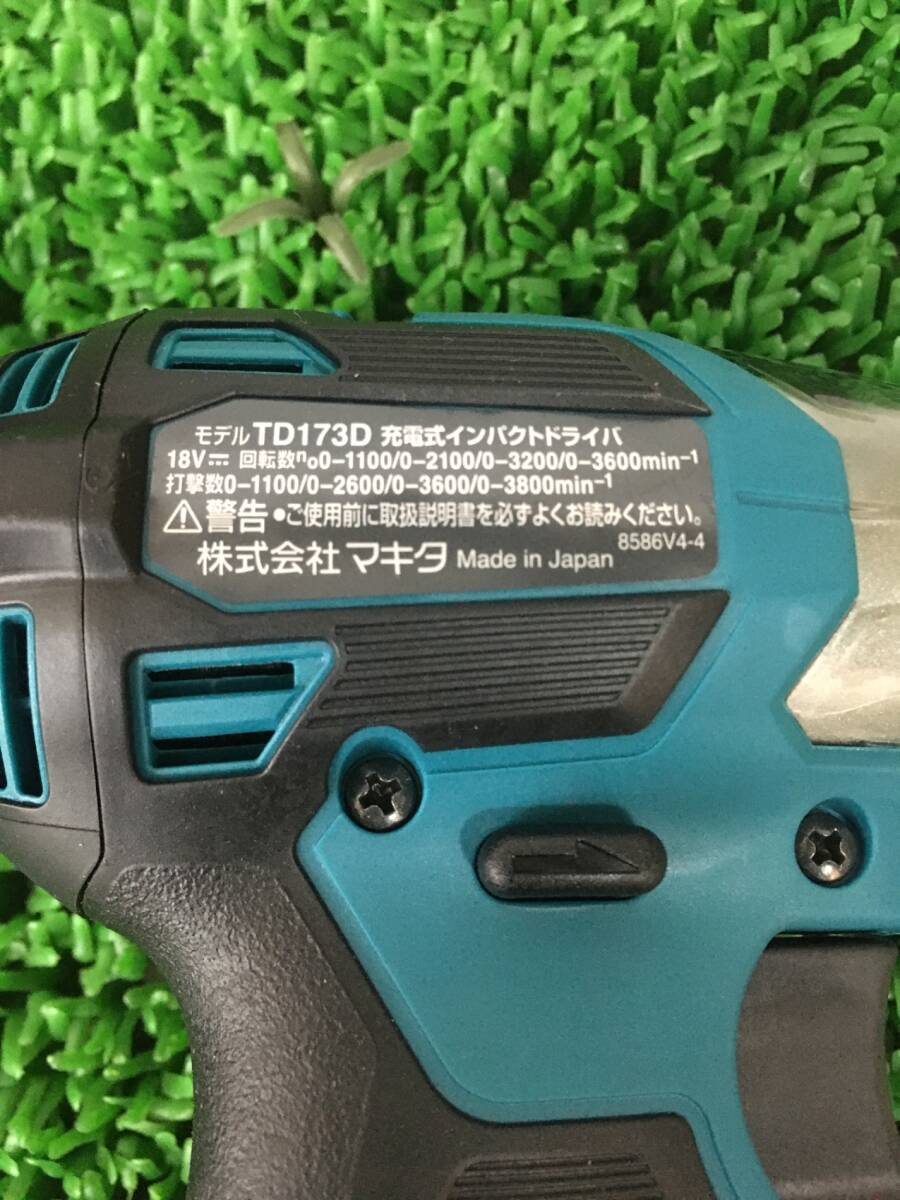 モデル TD173D 充電式インパクトドライバ
18V⎓ 回転数n₀0-1100/0-2100/0-3200/0-3600min⁻¹
打撃数0-1100/0-2600/0-3600/0-3800min⁻¹
⚠警告 •ご使用前に取扱説明書を必ずよくお読みください。
株式会社 マキタ Made in Japan 8586V4-4